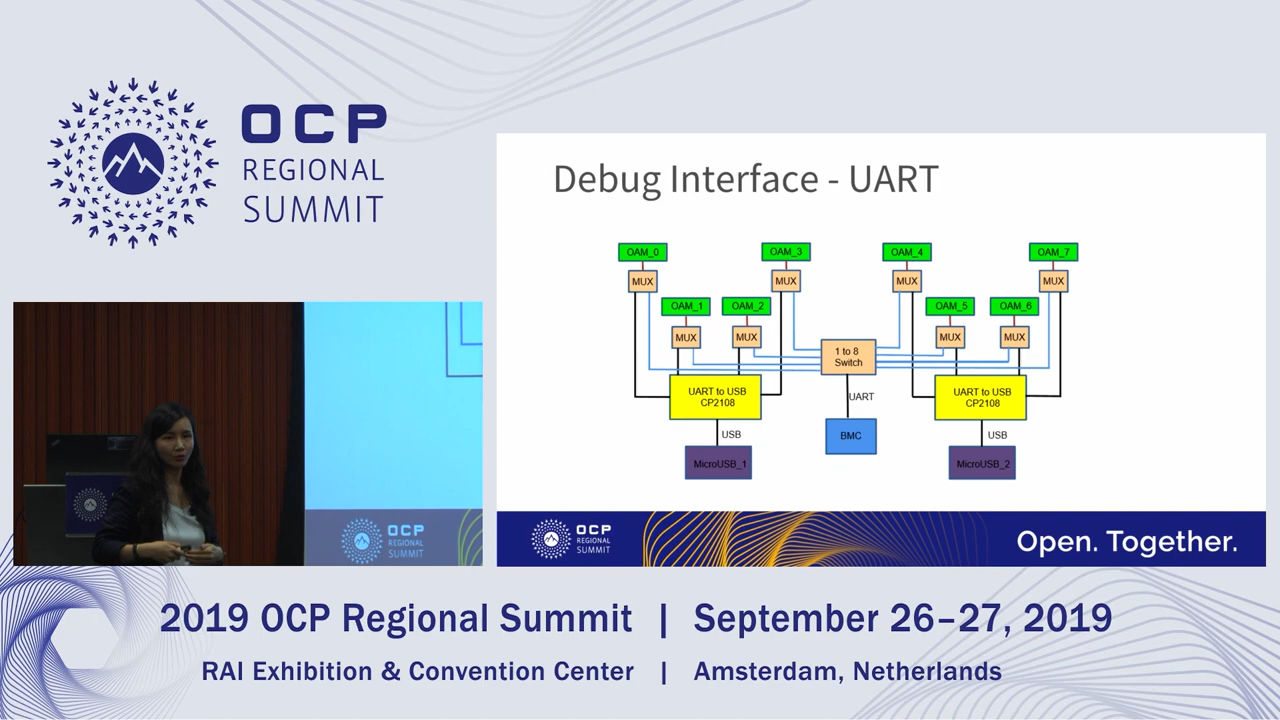 OCP
REGIONAL
SUMMIT
Debug Interface - UART
OAM_0
OAM_3
OAM_4
OAM_7
MUX
MUX
MUX
MUX
OAM_1
OAM_2
OAM_5
OAM_6
MUX
MUX
MUX
MUX
1 to 8
Switch
UART to USB
CP2108
UART
UART to USB
CP2108
USB
BMC
USB
MicroUSB_1
MicroUSB_2
OCP
REGIONAL
SUMMIT
OCP
REGIONAL
SUMMIT
Open. Together.
2019 OCP Regional Summit | September 26–27, 2019
RAI Exhibition & Convention Center | Amsterdam, Netherlands